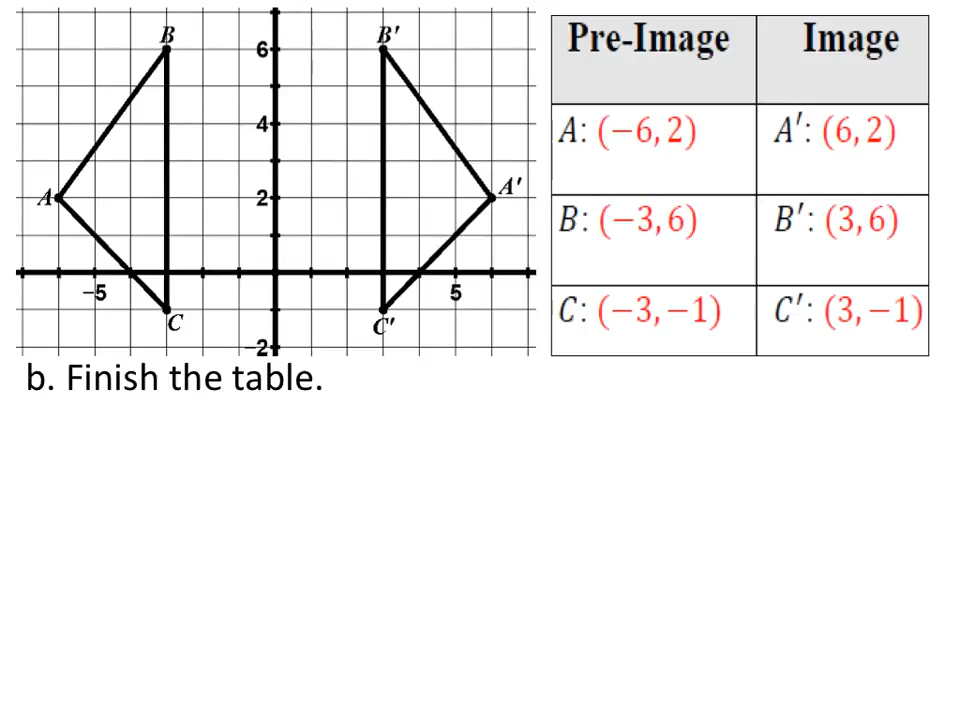 B B'
6
4
A 2 A'
−5 5
C C'
−2
Pre-Image Image
A: (−6, 2) A′: (6, 2)
B: (−3, 6) B′: (3, 6)
C: (−3, −1) C′: (3, −1)
b. Finish the table.